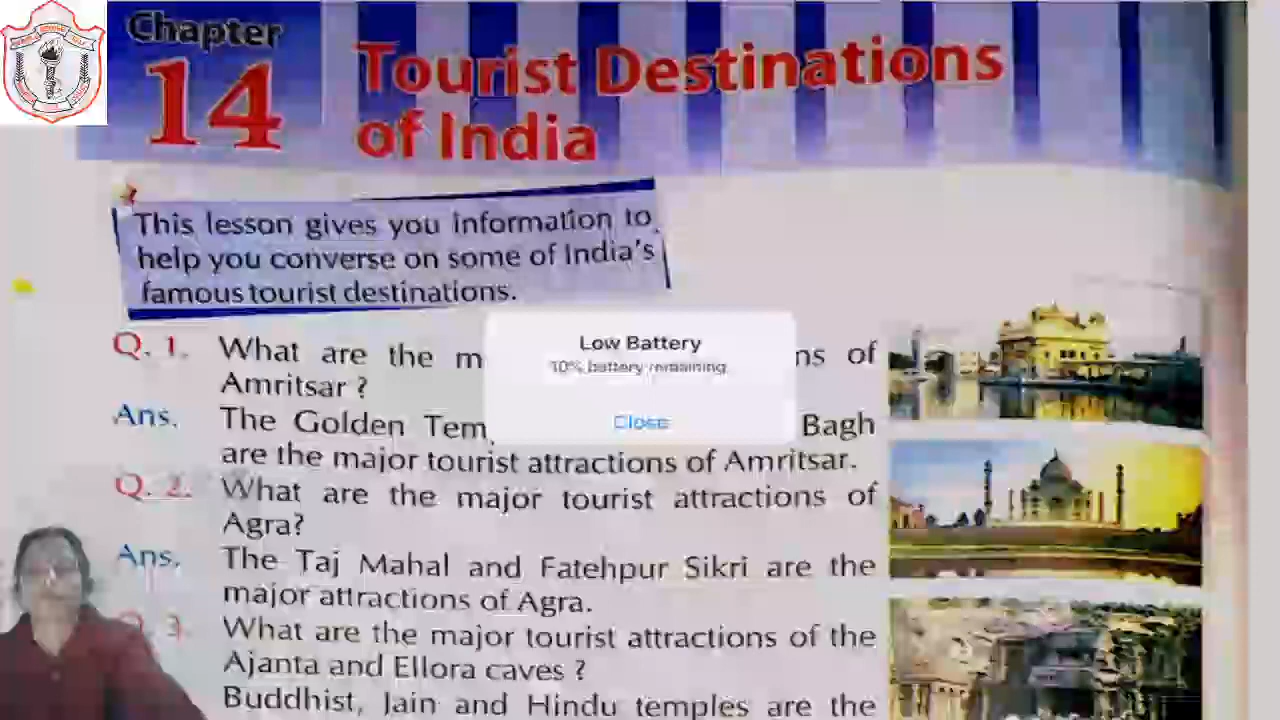 Chapter
14
Tourist Destinations
of India
This lesson gives you information to
help you converse on some of India's
famous tourist destinations.
Q. 1. What are the m
ns of
Amritsar ?
Ans. The Golden Tem
Bagh
are the major tourist attractions of Amritsar.
Low Battery
10% battery remaining
Close
Q. 2. What are the major tourist attractions of
Agra?
Ans. The Taj Mahal and Fatehpur Sikri are the
major attractions of Agra.
Q. 3. What are the major tourist attractions of the
Ajanta and Ellora caves ?
Buddhist, Jain and Hindu temples are the